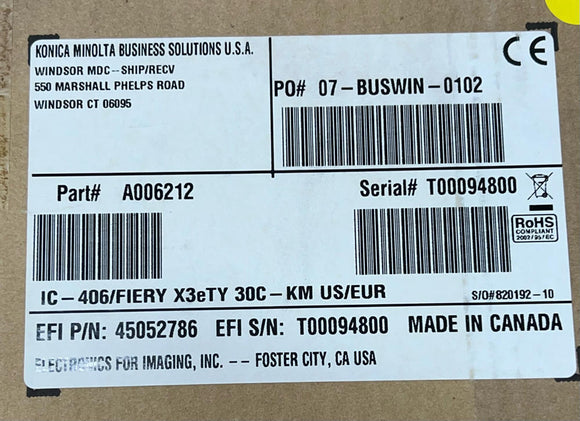 KONICA MINOLTA BUSINESS SOLUTIONS U.S.A.
WINDSOR MDC--SHIP/RECV
550 MARSHALL PHELPS ROAD
WINDSOR CT 06095
CE
PO# 07-BUSWIN-0102
Part# A006212
Serial# T00094800
RoHS
COMPLIANT
2002/95/EC
IC-406/FIERY X3eTY 30C-KM US/EUR
S/O#820192-10
EFI P/N: 45052786 EFI S/N: T00094800 MADE IN CANADA
ELECTRONICS FOR IMAGING, INC. -- FOSTER CITY, CA USA